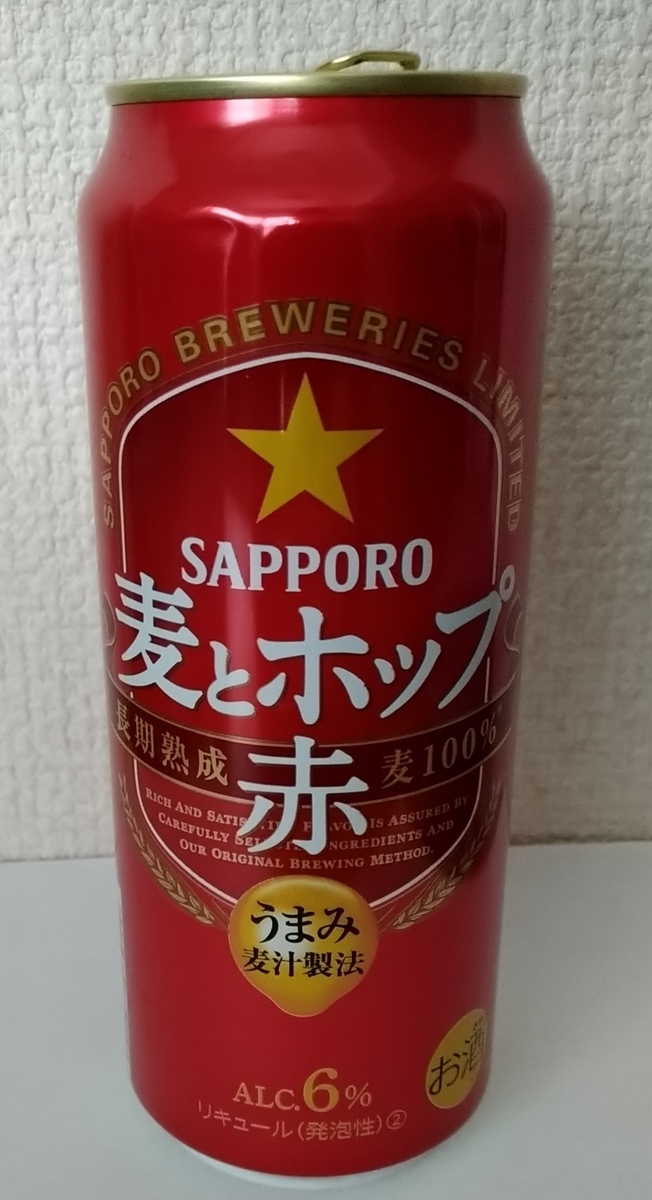 SAPPORO BREWERIES LIMITED
SAPPORO
麦とホップ
長期熟成
麦100%
赤
RICH AND FLAVOR IS ASSURED BY
CAREFULLY INGREDIENTS AND
OUR ORIGINAL BREWING METHOD.
うまみ
麦汁製法
お酒
ALC.6%
リキュール(発泡性)②